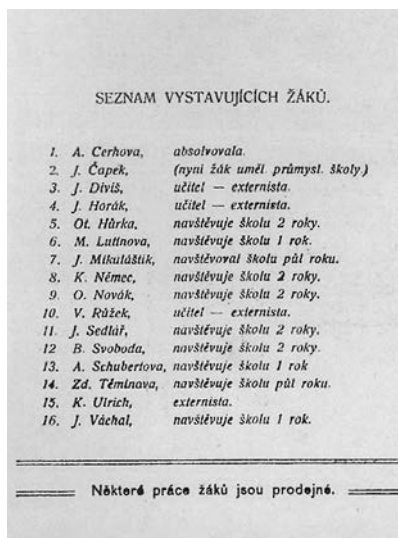 SEZNAM VYSTAVUJÍCÍCH ŽÁKŮ.
1. A. Cerhova, absolvovala.
2. J. Čapek, (nyní žák uměl. průmysl. školy.)
3. J. Diviš, učitel — externista.
4. J. Horák, učitel — externista.
5. Ot. Hůrka, navštěvuje školu 2 roky.
6. M. Lutinova, navštěvuje školu 1 rok.
7. J. Mikuláštík, navštěvoval školu půl roku.
8. K. Němec, navštěvuje školu 2 roky.
9. O. Novák, navštěvuje školu 2 roky.
10. V. Růžek, učitel — externista.
11. J. Sedlář, navštěvuje školu 2 roky.
12 B. Svoboda, navštěvuje školu 2 roky.
13. A. Schubertova, navštěvuje školu 1 rok
14. Zd. Těmínava, navštěvuje školu půl roku.
15. K. Ulrich, externista.
16. J. Váchal, navštěvuje školu 1 rok.
Některé práce žáků jsou prodejné.